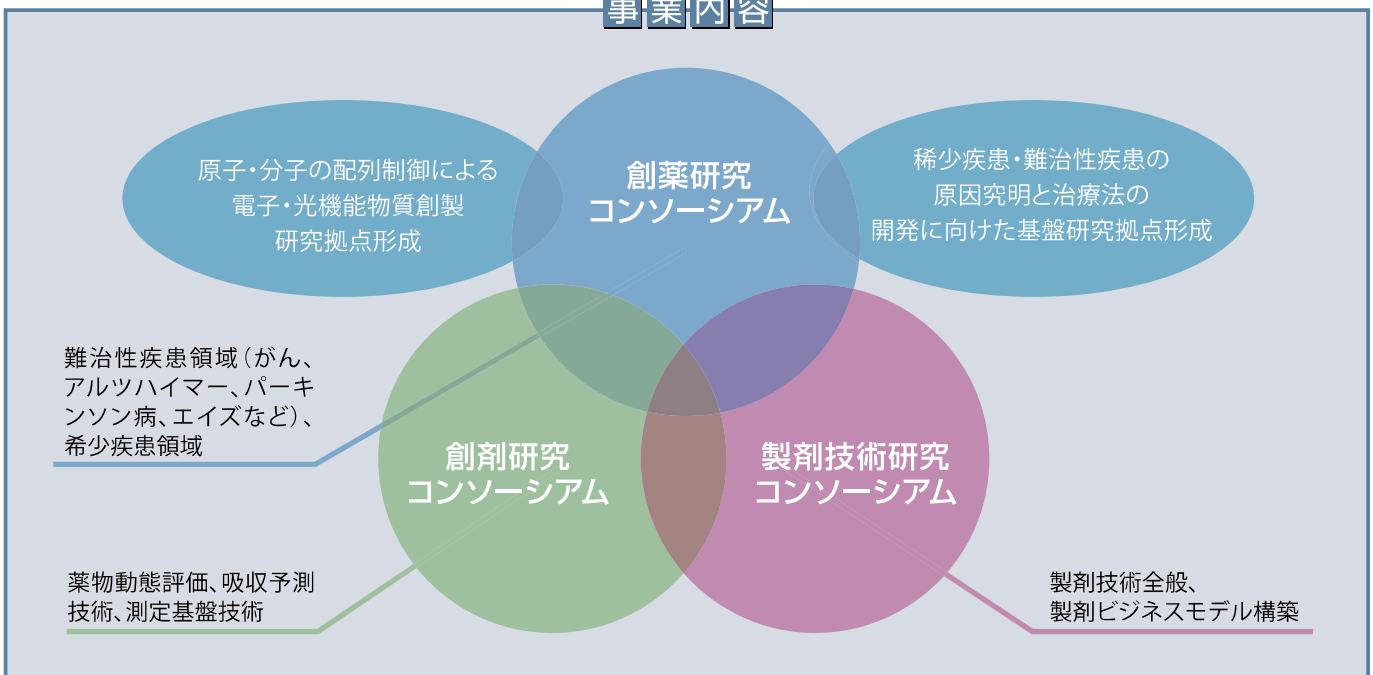 事業内容
原子・分子の配列制御による
電子・光機能物質創製
研究拠点形成
創薬研究
コンソーシアム
稀少疾患・難治性疾患の
原因究明と治療法の
開発に向けた基盤研究拠点形成
難治性疾患領域（がん、
アルツハイマー、パーキ
ンソン病、エイズなど）、
希少疾患領域
創剤研究
コンソーシアム
製剤技術研究
コンソーシアム
薬物動態評価、吸収予測
技術、測定基盤技術
製剤技術全般、
製剤ビジネスモデル構築